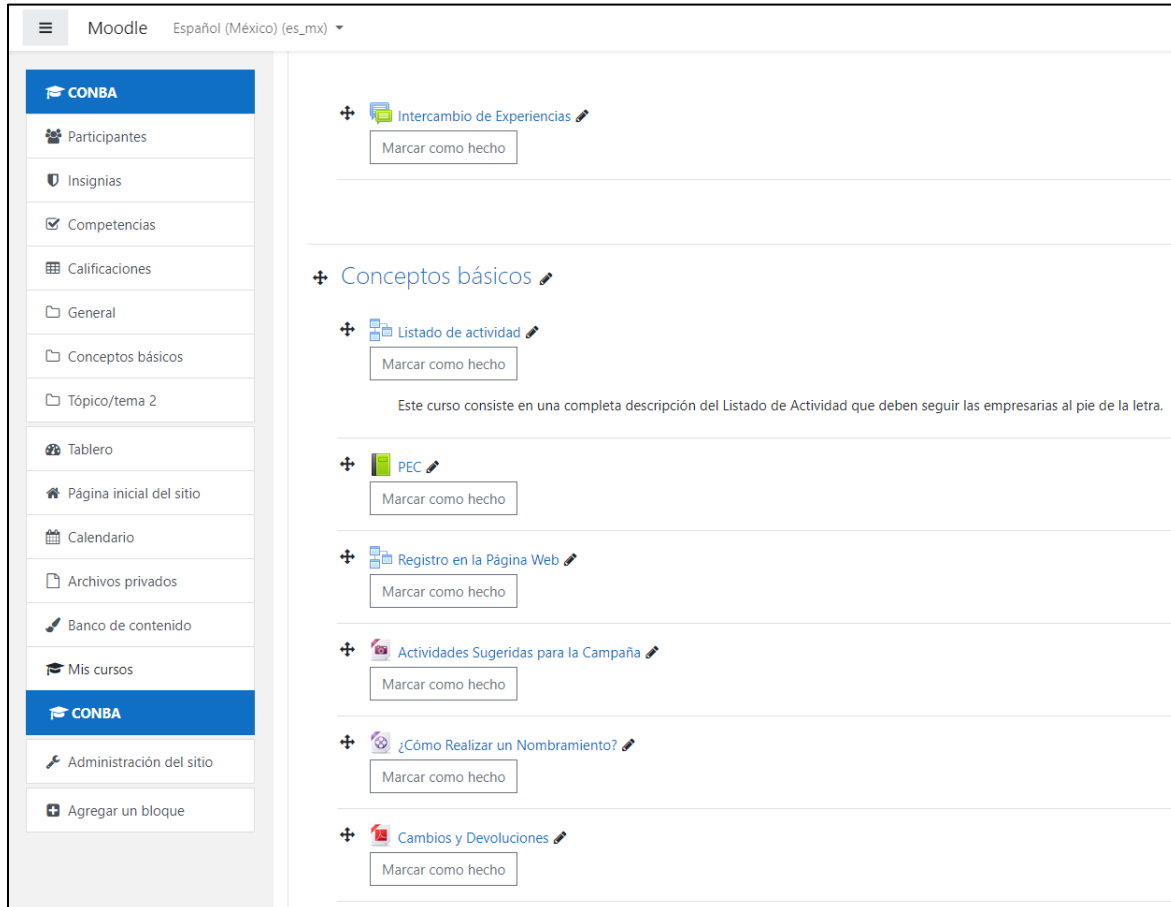 Moodle Español (México) (es_mx)
CONBA
Participantes
Insignias
Competencias
Calificaciones
General
Conceptos básicos
Tópico/tema 2
Tablero
Página inicial del sitio
Calendario
Archivos privados
Banco de contenido
Mis cursos
CONBA
Administración del sitio
Agregar un bloque
Intercambio de Experiencias
Marcar como hecho
Conceptos básicos
Listado de actividad
Marcar como hecho
Este curso consiste en una completa descripción del Listado de Actividad que deben seguir las empresarias al pie de la letra.
PEC
Marcar como hecho
Registro en la Página Web
Marcar como hecho
Actividades Sugeridas para la Campaña
Marcar como hecho
¿Cómo Realizar un Nombramiento?
Marcar como hecho
Cambios y Devoluciones
Marcar como hecho